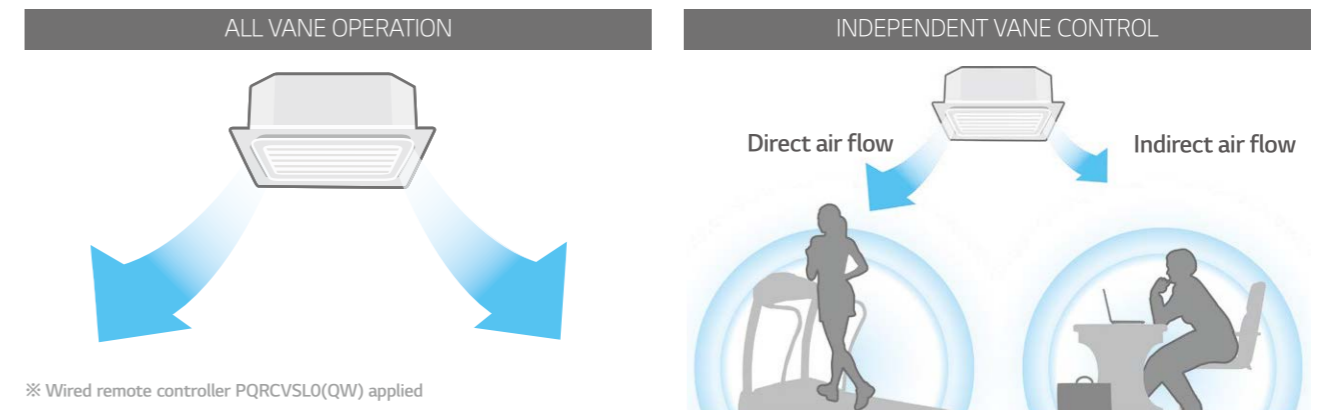 ALL VANE OPERATION
INDEPENDENT VANE CONTROL
Direct air flow
Indirect air flow
※ Wired remote controller PQRCVSL0(QW) applied